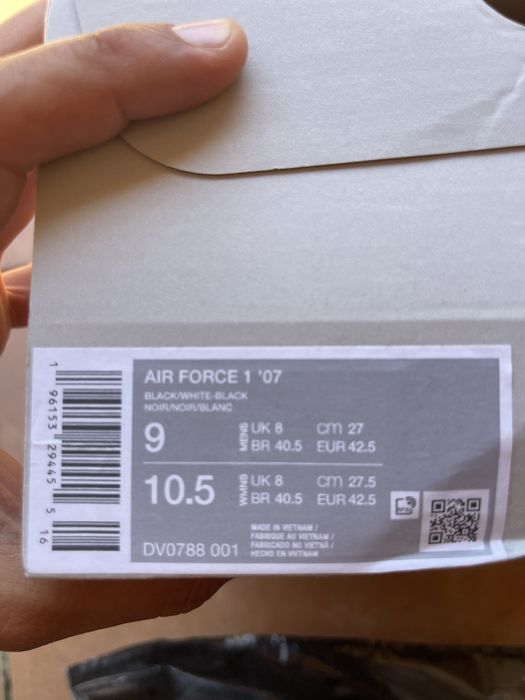 AIR FORCE 1 '07
BLACK/WHITE-BLACK
NOIR/NOIR/BLANC
9 MENS UK 8 cm 27
BR 40.5 EUR 42.5
10.5 WMNS UK 8 cm 27.5
BR 40.5 EUR 42.5
MADE IN VIETNAM /
FABRIQUE AU VIETNAM /
FABRICADO NO VIETNÃ /
HECHO EN VIETNAM
DV0788 001
1 96153 29445 5 16